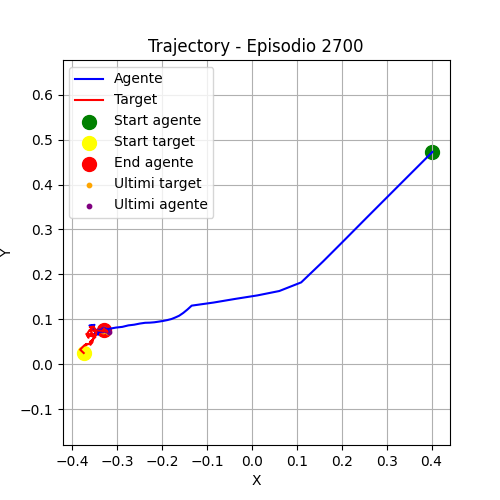 Trajectory - Episodio 2700
Agente
Target
Start agente
Start target
End agente
Ultimi target
Ultimi agente
0.6
0.5
0.4
0.3
0.2
0.1
0.0
−0.1
Y
−0.4 −0.3 −0.2 −0.1 0.0 0.1 0.2 0.3 0.4
X